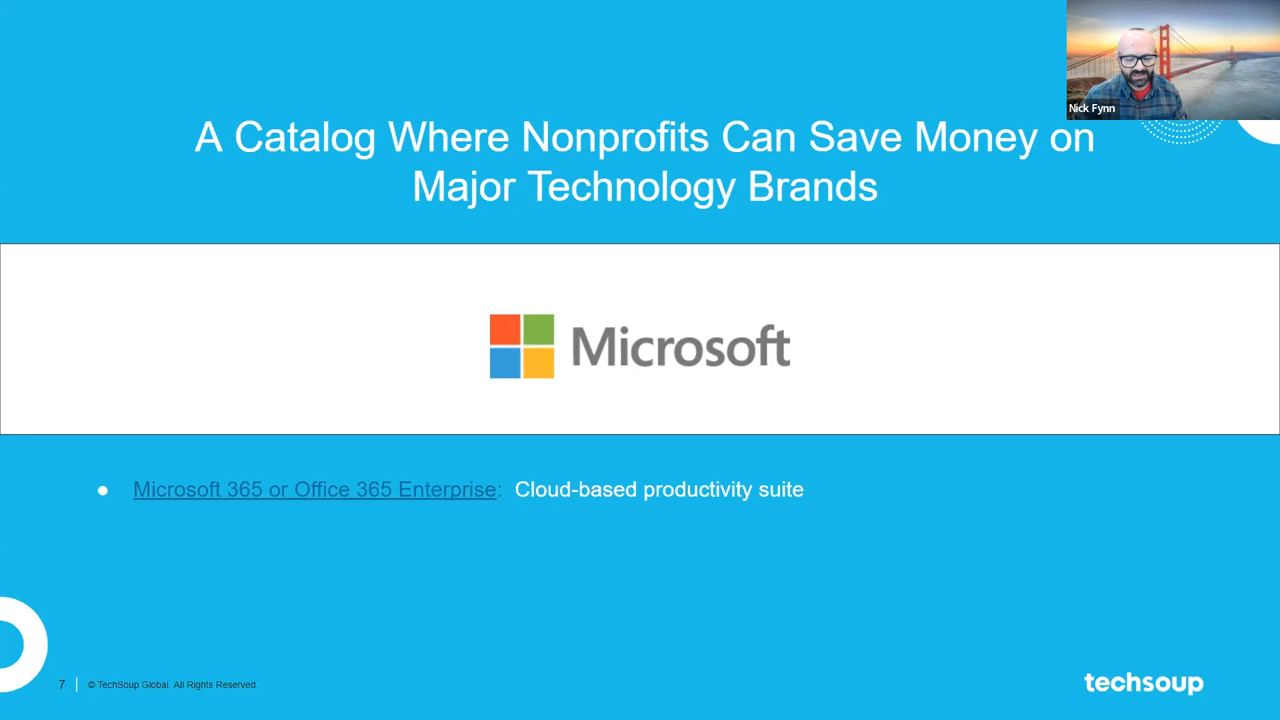 Nick Fynn
A Catalog Where Nonprofits Can Save Money on
Major Technology Brands
Microsoft
● Microsoft 365 or Office 365 Enterprise: Cloud-based productivity suite
7 | © TechSoup Global. All Rights Reserved.
techsoup